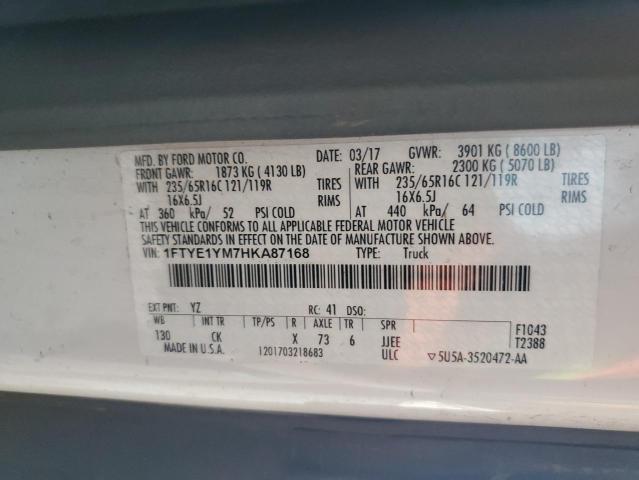 MFD. BY FORD MOTOR CO. DATE: 03/17 GVWR: 3901 KG ( 8600 LB)
FRONT GAWR: 1873 KG ( 4130 LB) REAR GAWR: 2300 KG ( 5070 LB)
WITH 235/65R16C 121/119R TIRES WITH 235/65R16C 121/119R TIRES
16X6.5J RIMS 16X6.5J RIMS
AT 360 kPa/ 52 PSI COLD AT 440 kPa/ 64 PSI COLD
THIS VEHICLE CONFORMS TO ALL APPLICABLE FEDERAL MOTOR VEHICLE
SAFETY STANDARDS IN EFFECT ON THE DATE OF MANUFACTURE SHOWN ABOVE.
VIN: 1FTYE1YM7HKA87168 TYPE: Truck
EXT PNT: YZ RC: 41 DSO:
WB INT TR TP/PS R AXLE TR SPR F1043
130 CK X 73 6 JJEE T2388
MADE IN U.S.A. 1201703218683 ULC ▽5U5A-3520472-AA